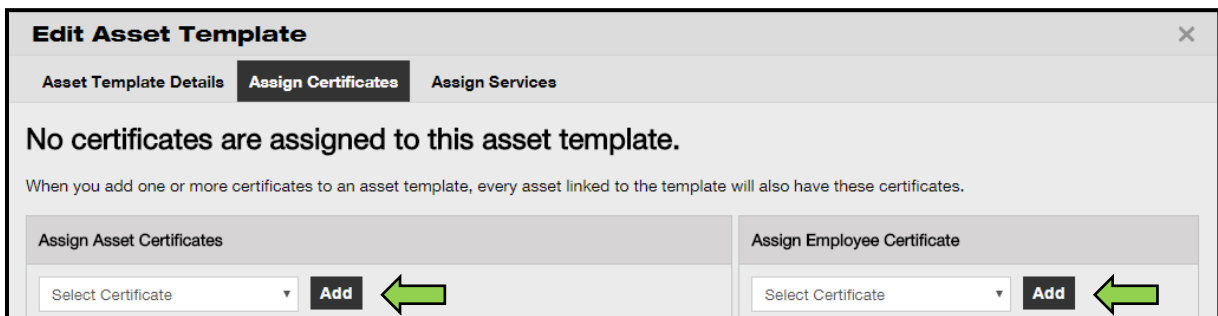 Edit Asset Template
Asset Template Details Assign Certificates Assign Services
No certificates are assigned to this asset template.
When you add one or more certificates to an asset template, every asset linked to the template will also have these certificates.
Assign Asset Certificates
Select Certificate Add
Assign Employee Certificate
Select Certificate Add